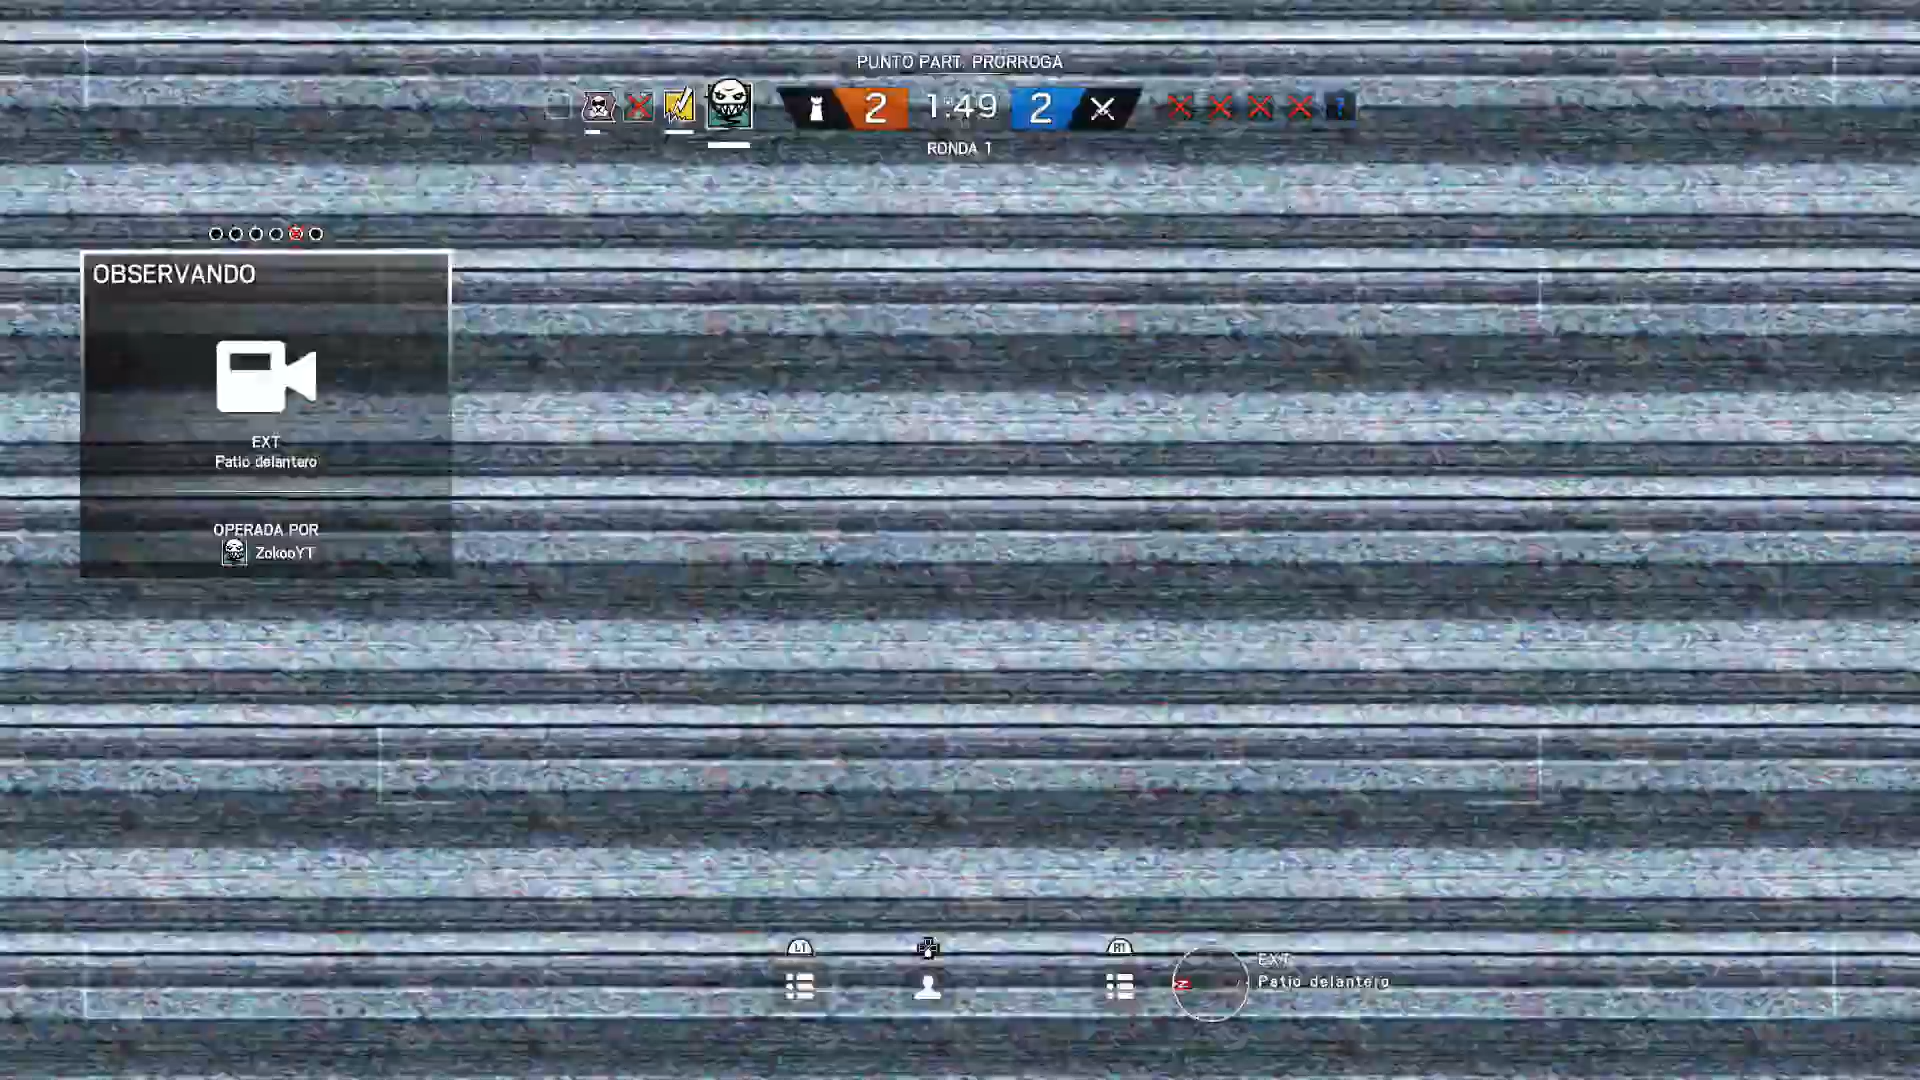 PUNTO PART. PRÓRROGA
2 1:49 2
RONDA 1
OBSERVANDO
EXT
Patio delantero
OPERADA POR
ZokooYT
L1
R1
N
EXT
Patio delantero